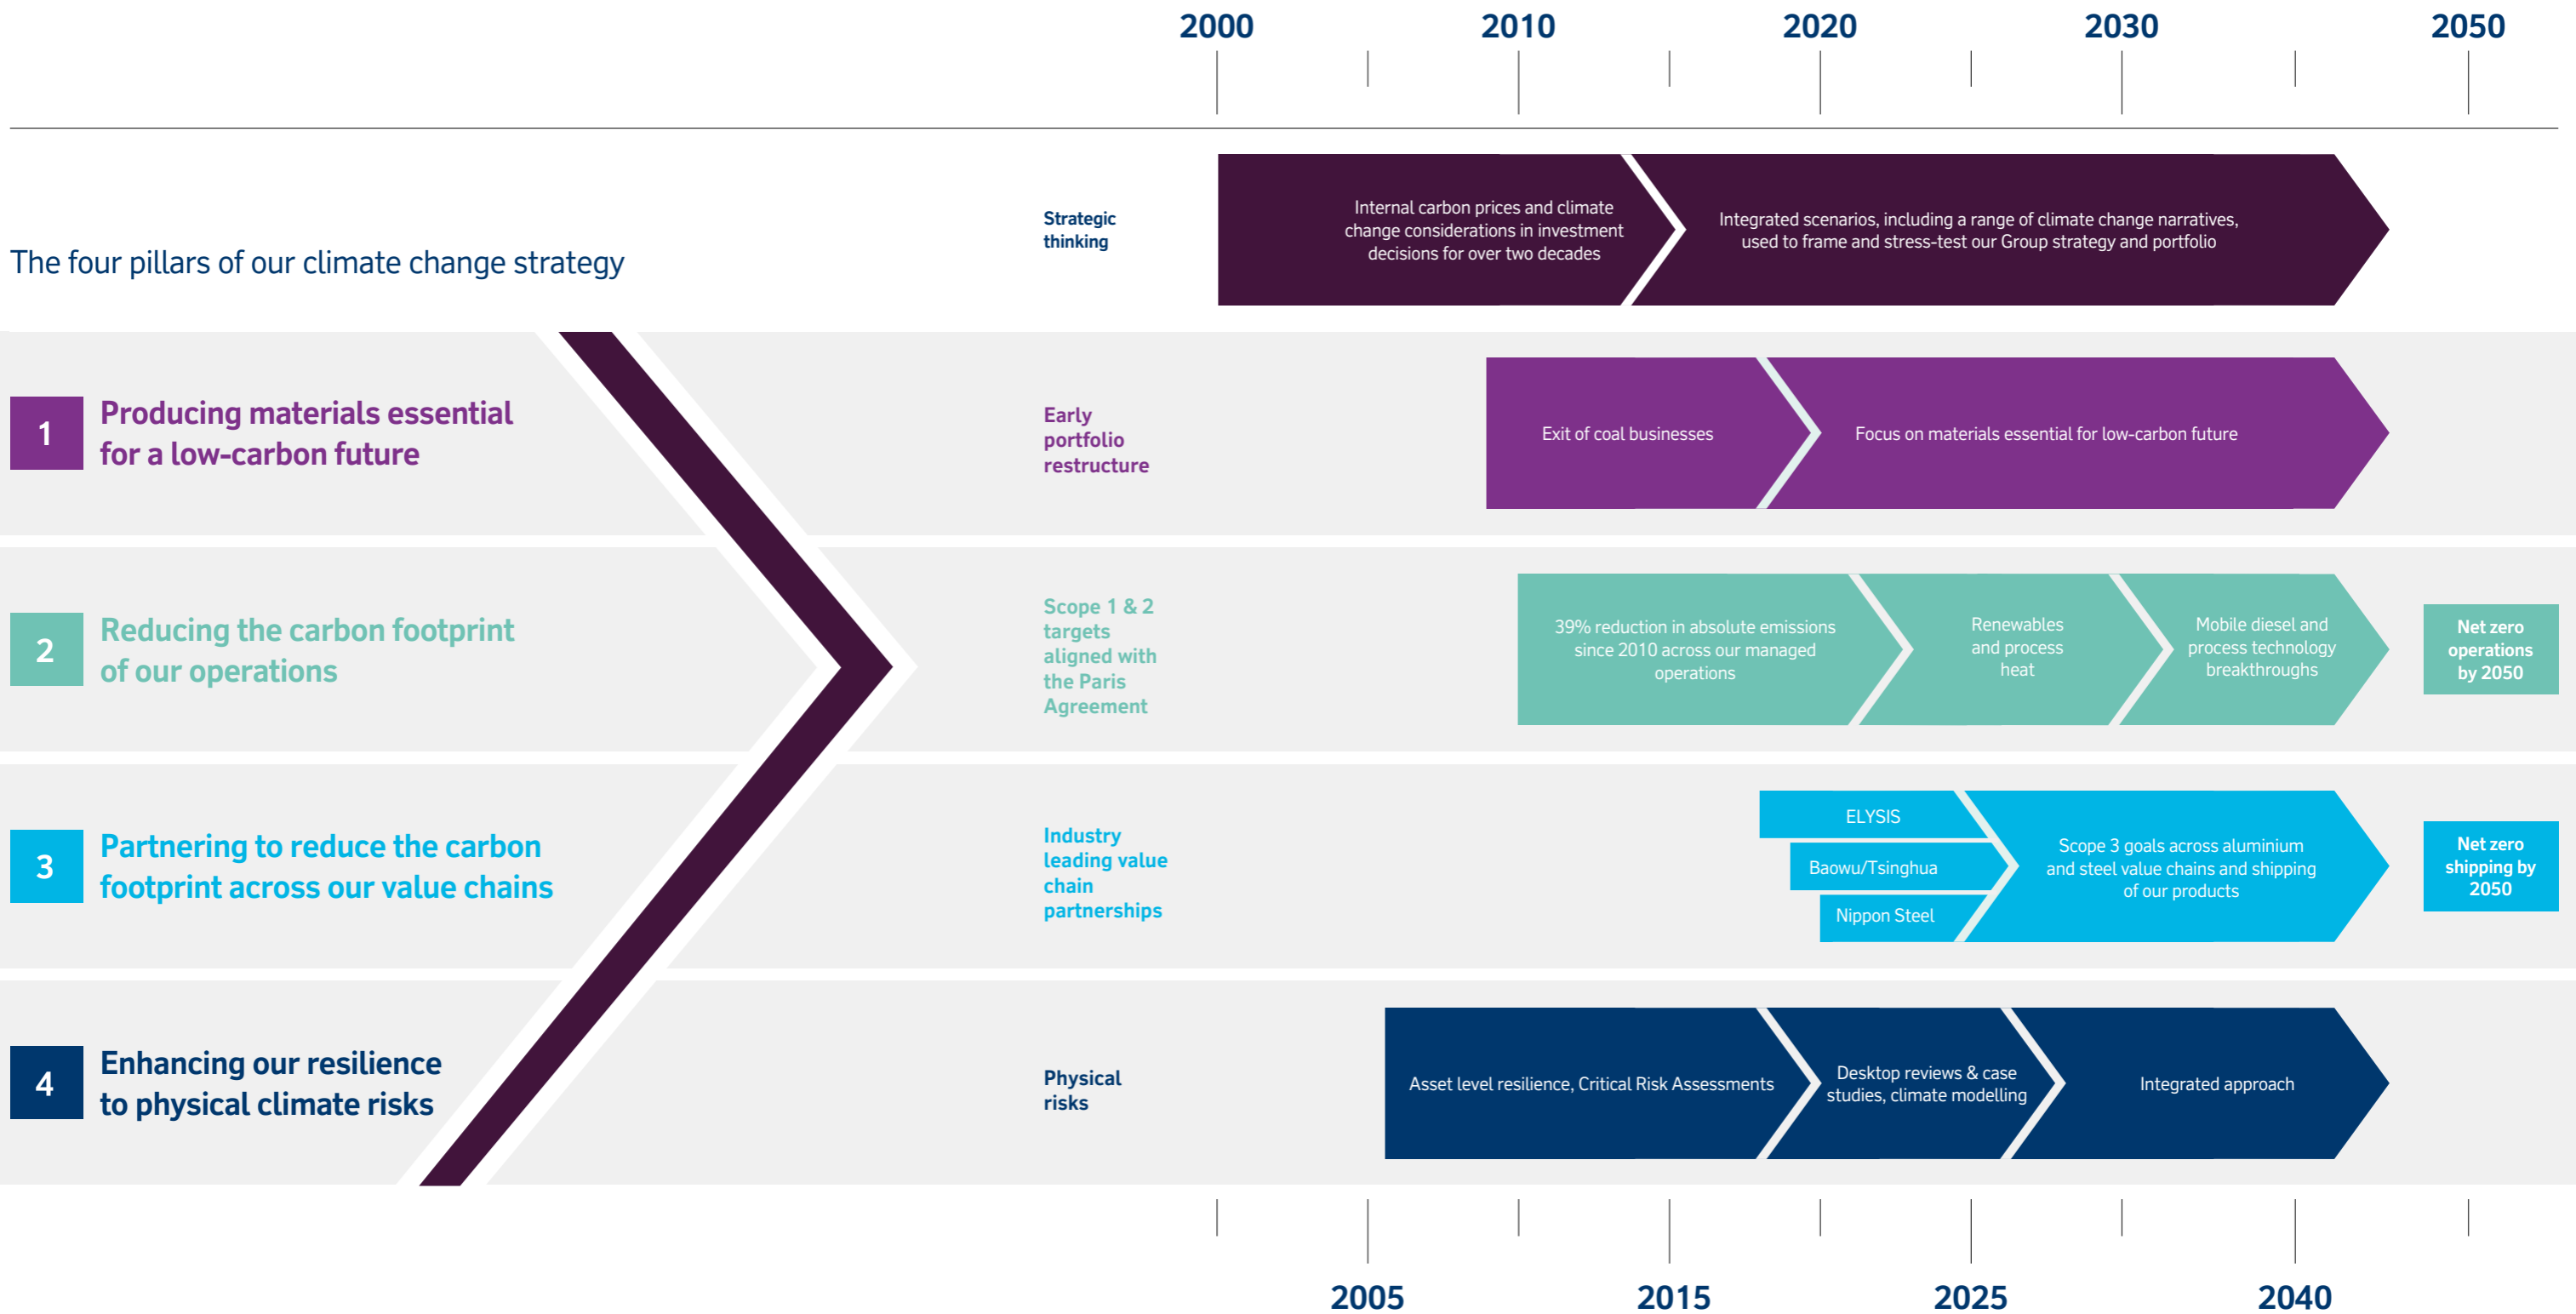 2000 2010 2020 2030 2050
The four pillars of our climate change strategy
Strategic
thinking
Internal carbon prices and climate
change considerations in investment
decisions for over two decades
Integrated scenarios, including a range of climate change narratives,
used to frame and stress-test our Group strategy and portfolio
1
Producing materials essential
for a low-carbon future
Early
portfolio
restructure
Exit of coal businesses
Focus on materials essential for low-carbon future
2
Reducing the carbon footprint
of our operations
Scope 1 & 2
targets
aligned with
the Paris
Agreement
39% reduction in absolute emissions
since 2010 across our managed
operations
Renewables
and process
heat
Mobile diesel and
process technology
breakthroughs
Net zero
operations
by 2050
3
Partnering to reduce the carbon
footprint across our value chains
Industry
leading value
chain
partnerships
ELYSIS
Baowu/Tsinghua
Nippon Steel
Scope 3 goals across aluminium
and steel value chains and shipping
of our products
Net zero
shipping by
2050
4
Enhancing our resilience
to physical climate risks
Physical
risks
Asset level resilience, Critical Risk Assessments
Desktop reviews & case
studies, climate modelling
Integrated approach
2005 2015 2025 2040